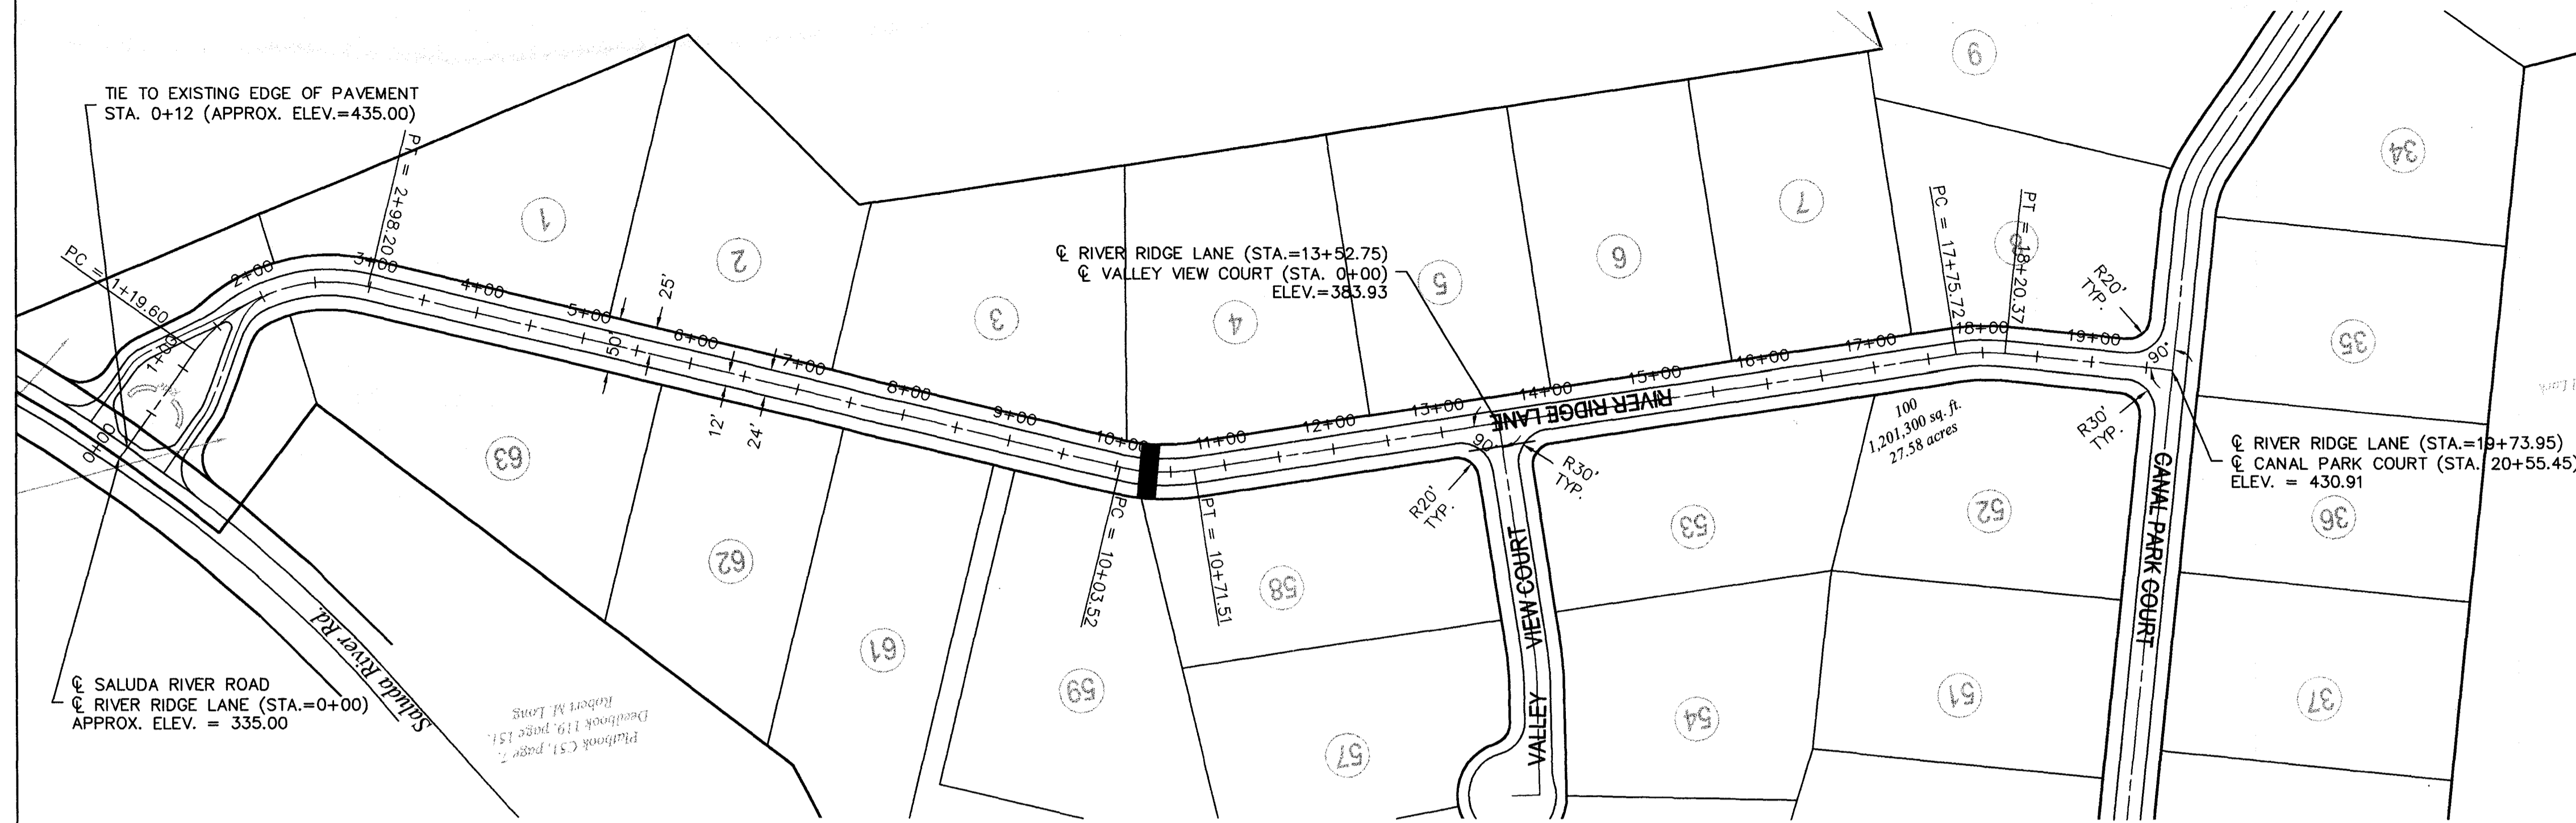 TIE TO EXISTING EDGE OF PAVEMENT
STA. 0+12 (APPROX. ELEV.=435.00)
PC = 1+19.60
PT = 2+98.20
0+00
1+00
2+00
3+00
4+00
5+00
6+00
7+00
8+00
9+00
10+00
11+00
12+00
13+00
14+00
15+00
16+00
17+00
18+00
19+00
25'
50'
12'
24'
1
2
3
4
5
6
7
8
9
34
35
36
37
63
62
61
59
58
57
53
54
52
51
℄ RIVER RIDGE LANE (STA.=13+52.75)
℄ VALLEY VIEW COURT (STA. 0+00)
ELEV.=383.93
PC = 10+03.52
PT = 10+71.51
RIVER RIDGE LANE
90°
R20'
TYP.
R30'
TYP.
VALLEY VIEW COURT
PC = 17+75.72
PT = 18+20.37
R20'
TYP.
90°
R30'
TYP.
100
1,201,300 sq. ft.
27.58 acres
CANAL PARK COURT
℄ RIVER RIDGE LANE (STA.=19+73.95)
℄ CANAL PARK COURT (STA. 20+55.45)
ELEV. = 430.91
℄ SALUDA RIVER ROAD
℄ RIVER RIDGE LANE (STA.=0+00)
APPROX. ELEV. = 335.00
Saluda River Rd.
Robert M. Long
Deedbook 119, page 151.
Platbook C51, page